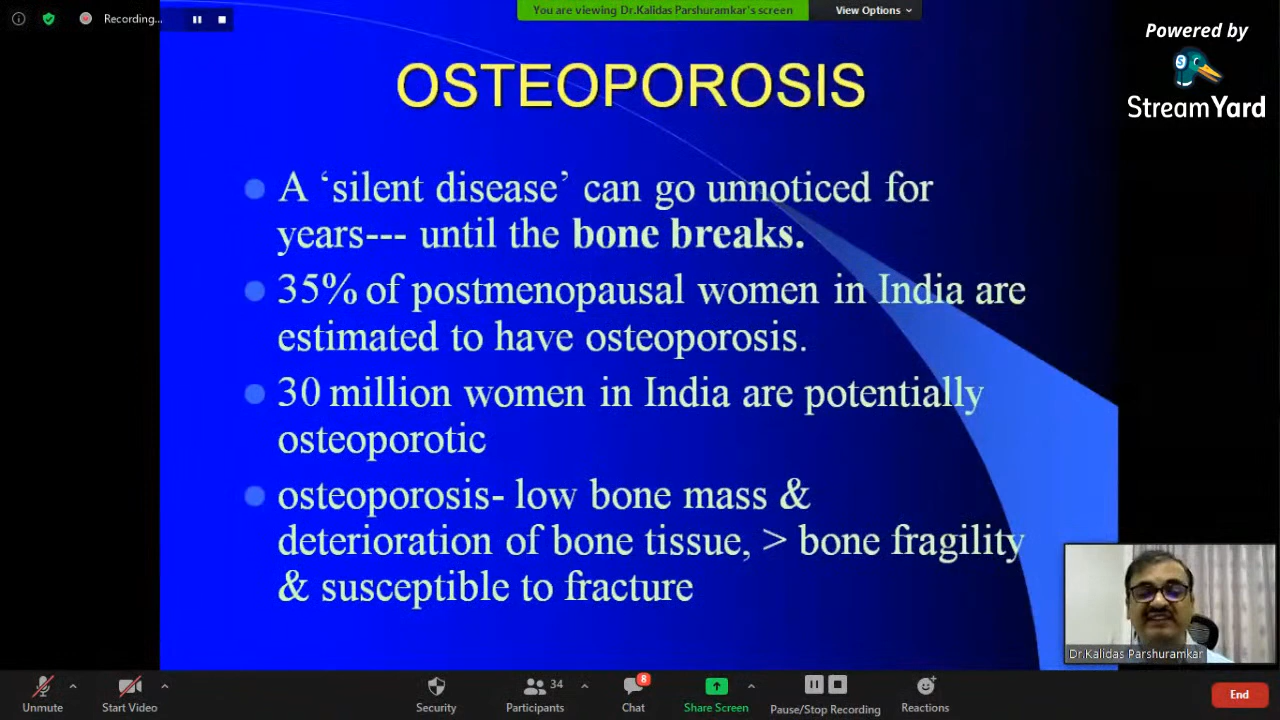 Recording...
You are viewing Dr.Kalidas Parshuramkar's screen
View Options
Powered by
S
StreamYard
OSTEOPOROSIS
A ‘silent disease’ can go unnoticed for
years--- until the bone breaks.
35% of postmenopausal women in India are
estimated to have osteoporosis.
30 million women in India are potentially
osteoporotic
osteoporosis- low bone mass &
deterioration of bone tissue, > bone fragility
& susceptible to fracture
Dr.Kalidas Parshuramkar
Unmute
Start Video
Security
34
Participants
8
Chat
Share Screen
Pause/Stop Recording
Reactions
End